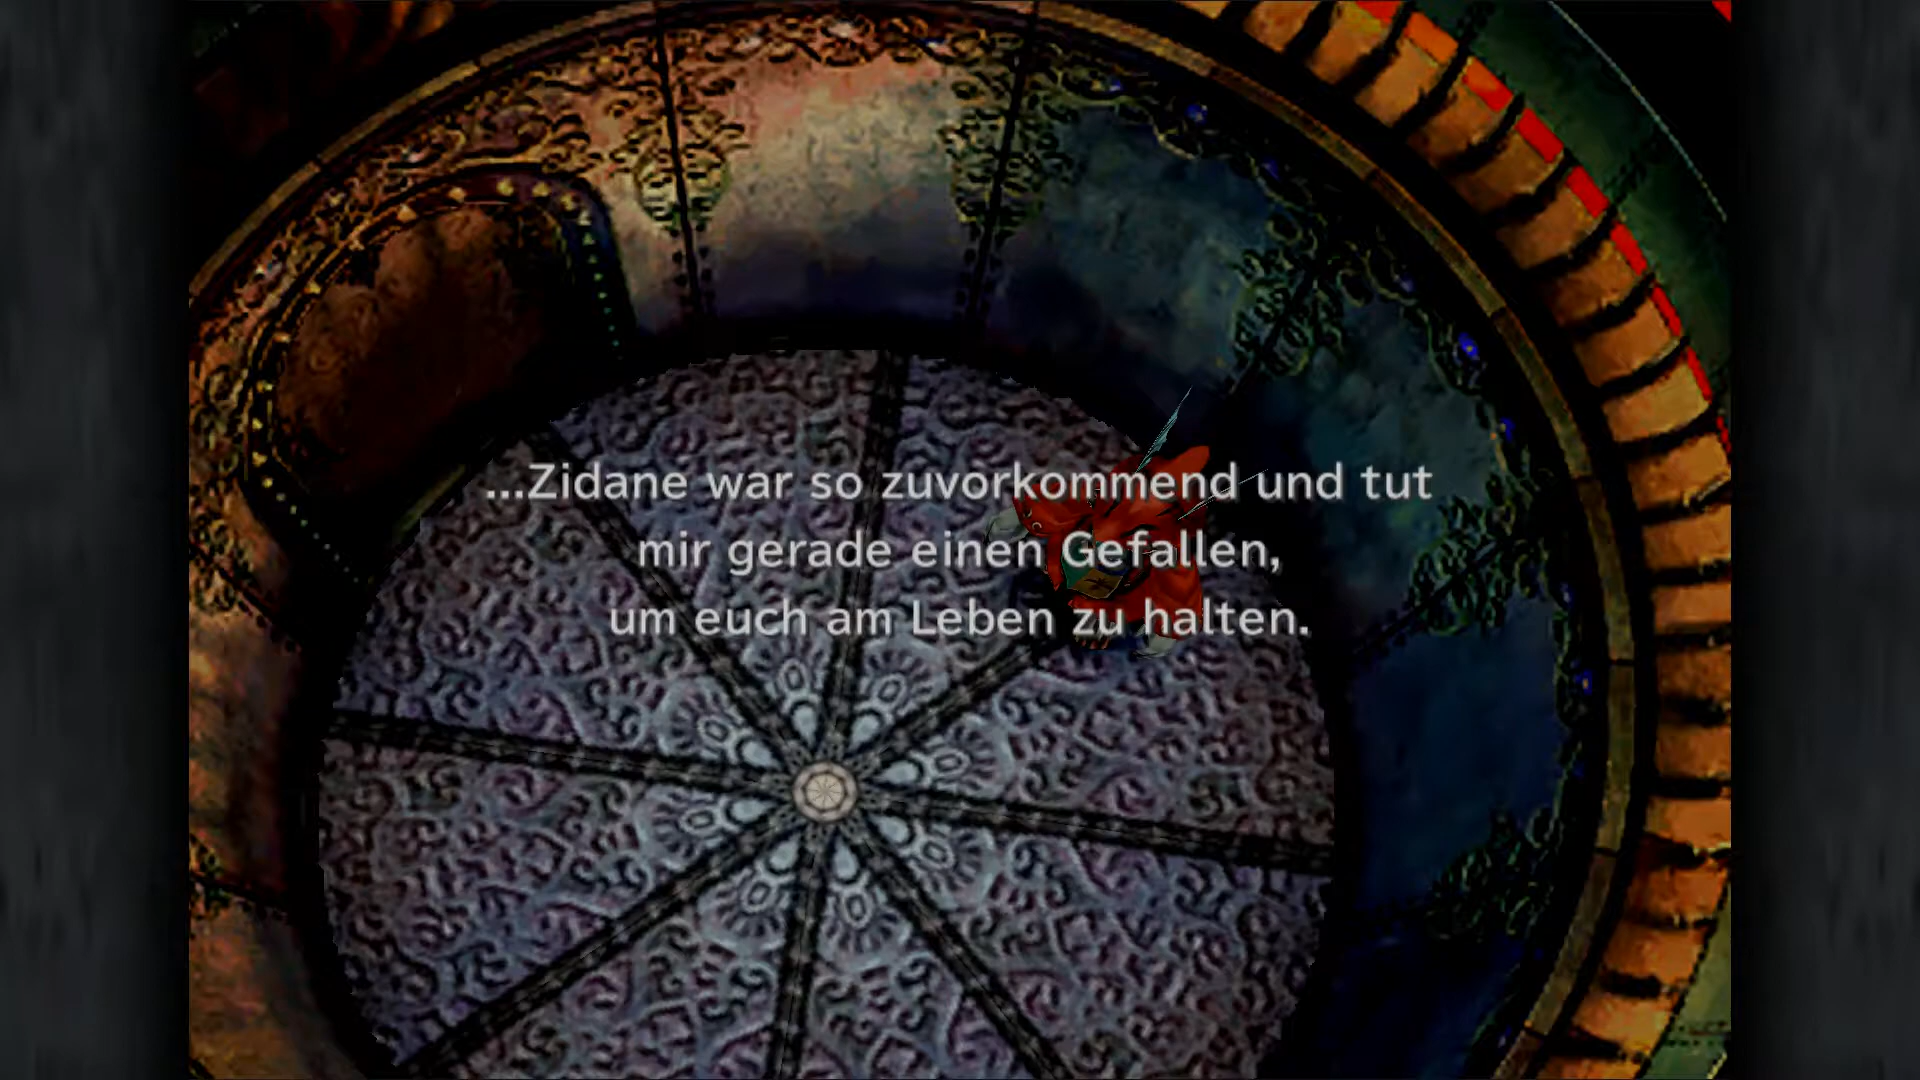 ...Zidane war so zuvorkommend und tut
mir gerade einen Gefallen,
um euch am Leben zu halten.